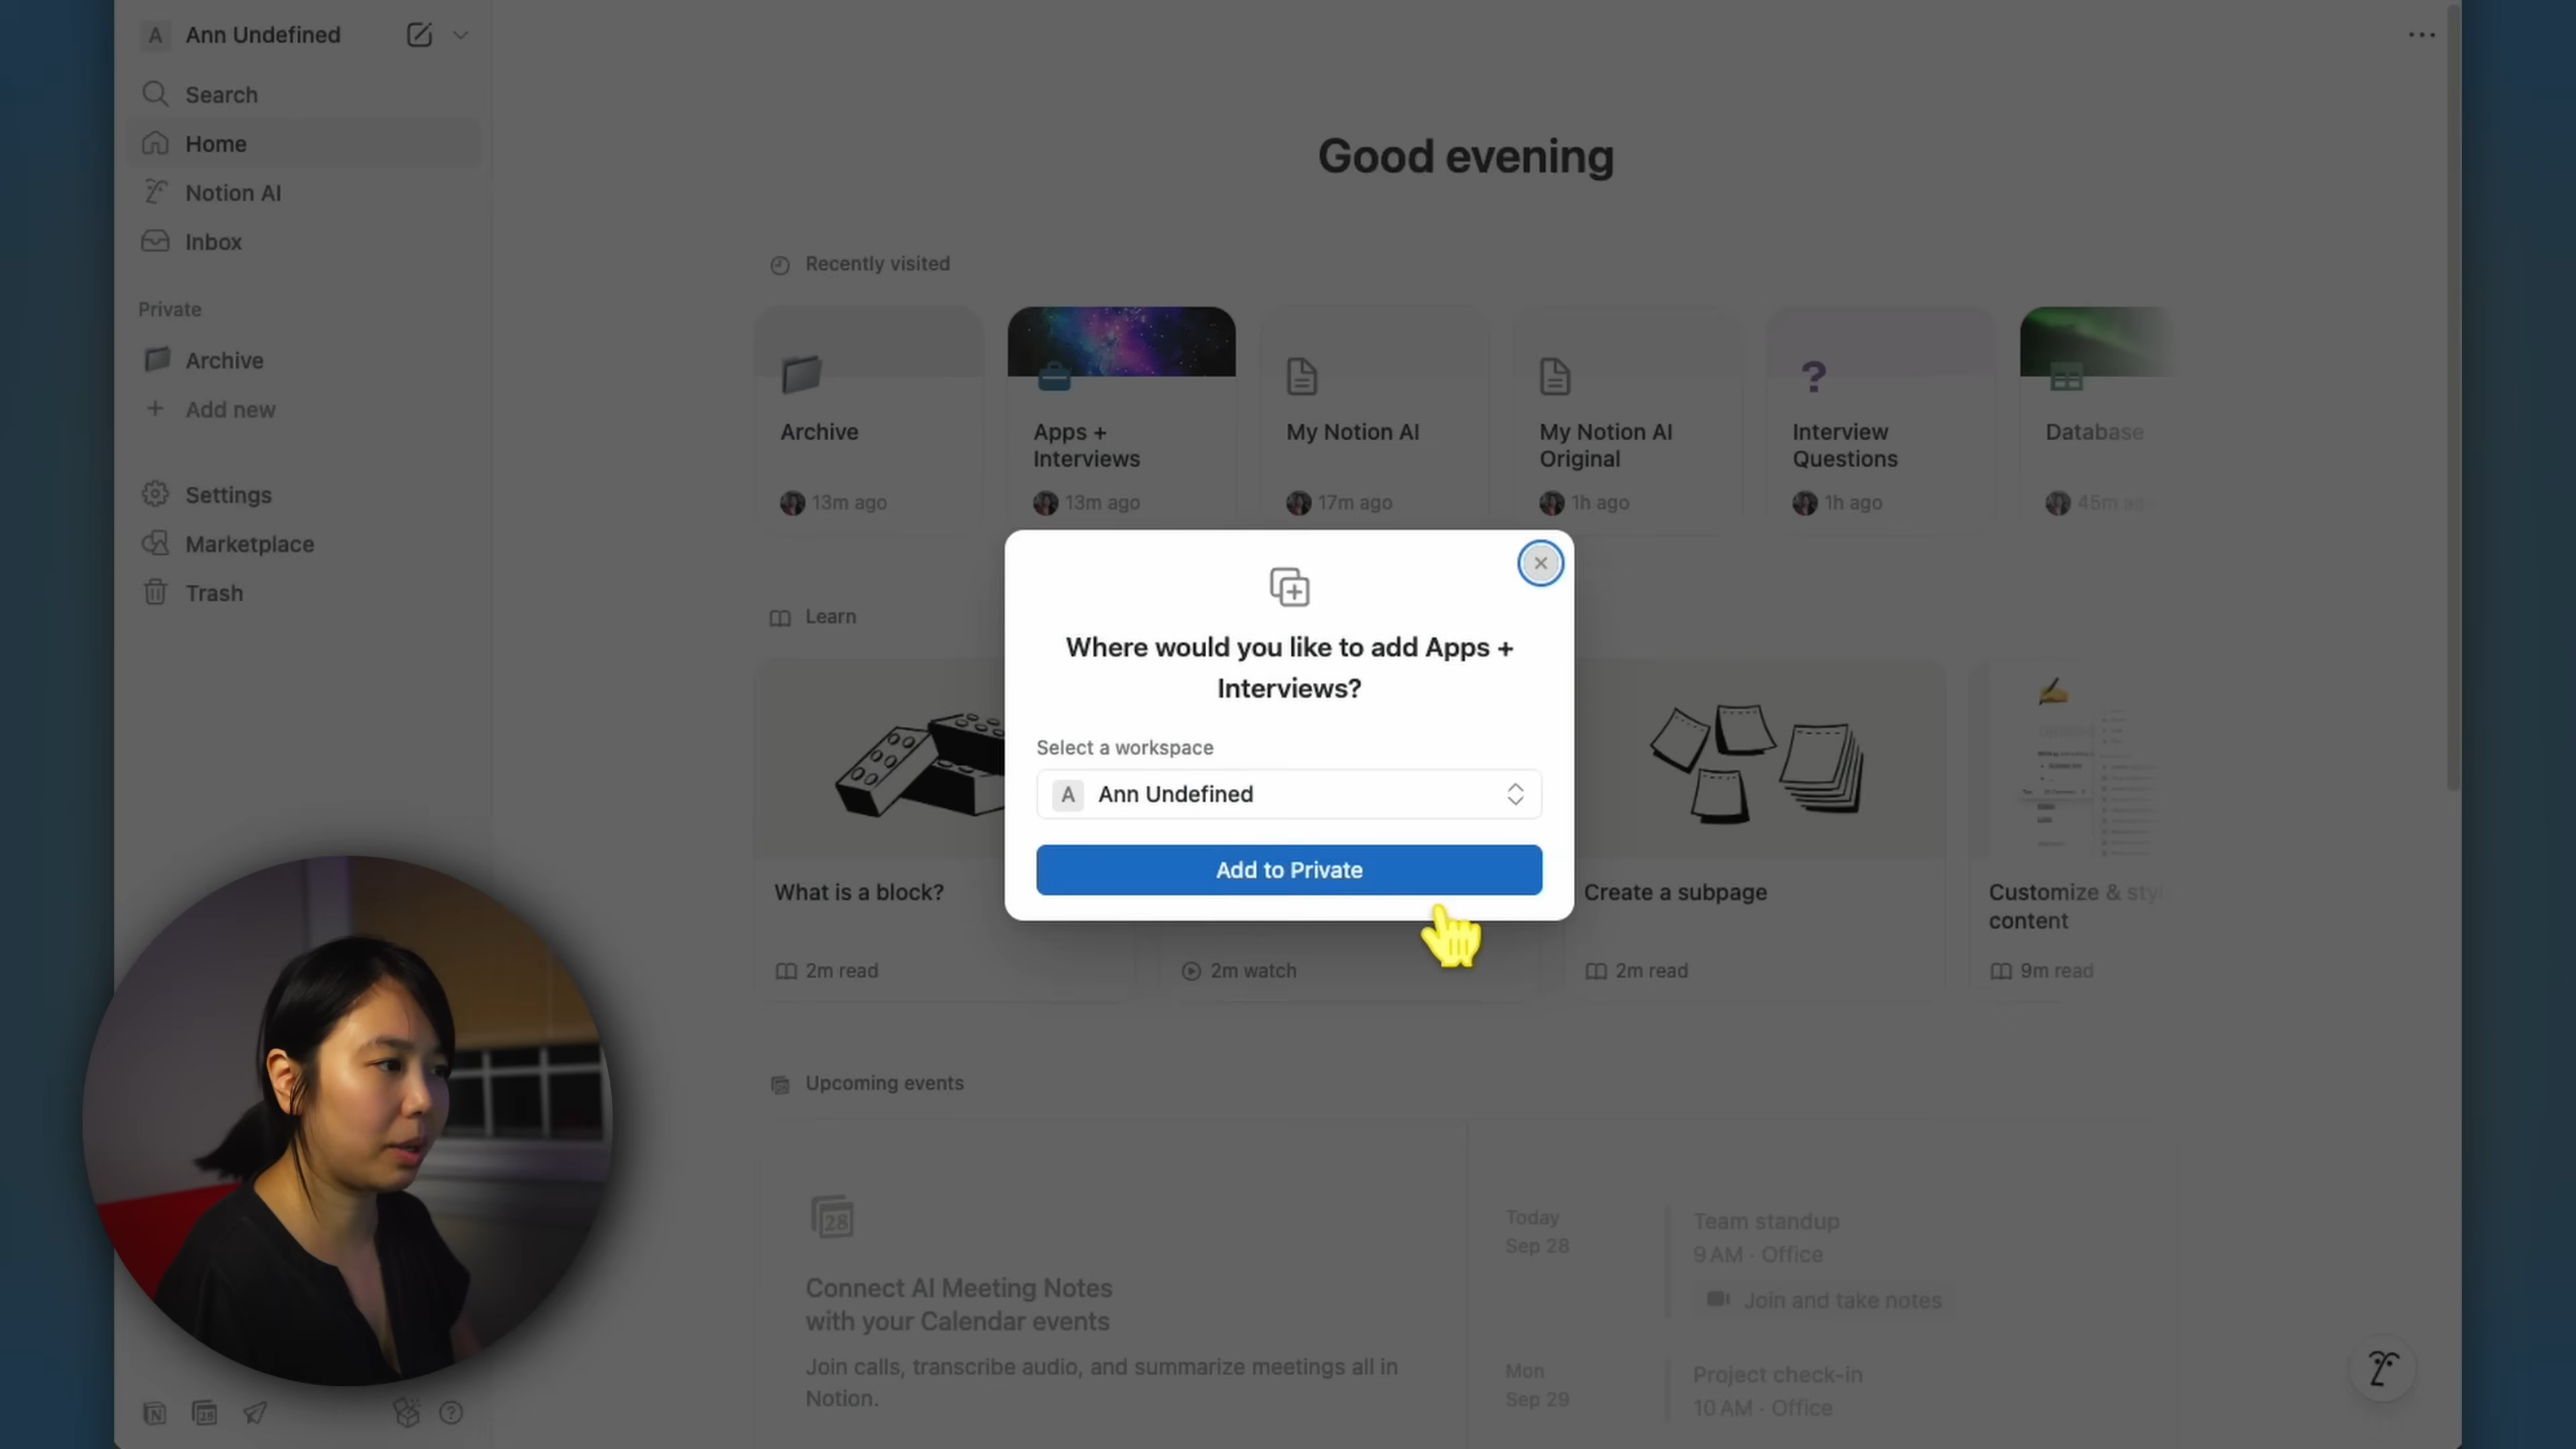 A Ann Undefined
Search
Home
Notion AI
Inbox
Private
Archive
Add new
Settings
Marketplace
Trash
Good evening
Recently visited
Archive
13m ago
Apps +
Interviews
13m ago
My Notion AI
17m ago
My Notion AI
Original
1h ago
?
Interview
Questions
1h ago
Database
45m
Learn
Where would you like to add Apps +
Interviews?
Select a workspace
A Ann Undefined
Add to Private
What is a block?
2m read
2m watch
Create a subpage
2m read
Customize &
content
9m read
Upcoming events
28
Connect AI Meeting Notes
with your Calendar events
Join calls, transcribe audio, and summarize meetings all in
Notion.
Today
Sep 28
Team standup
9 AM · Office
Join and take notes
Mon
Sep 29
Project check-in
10 AM · Office